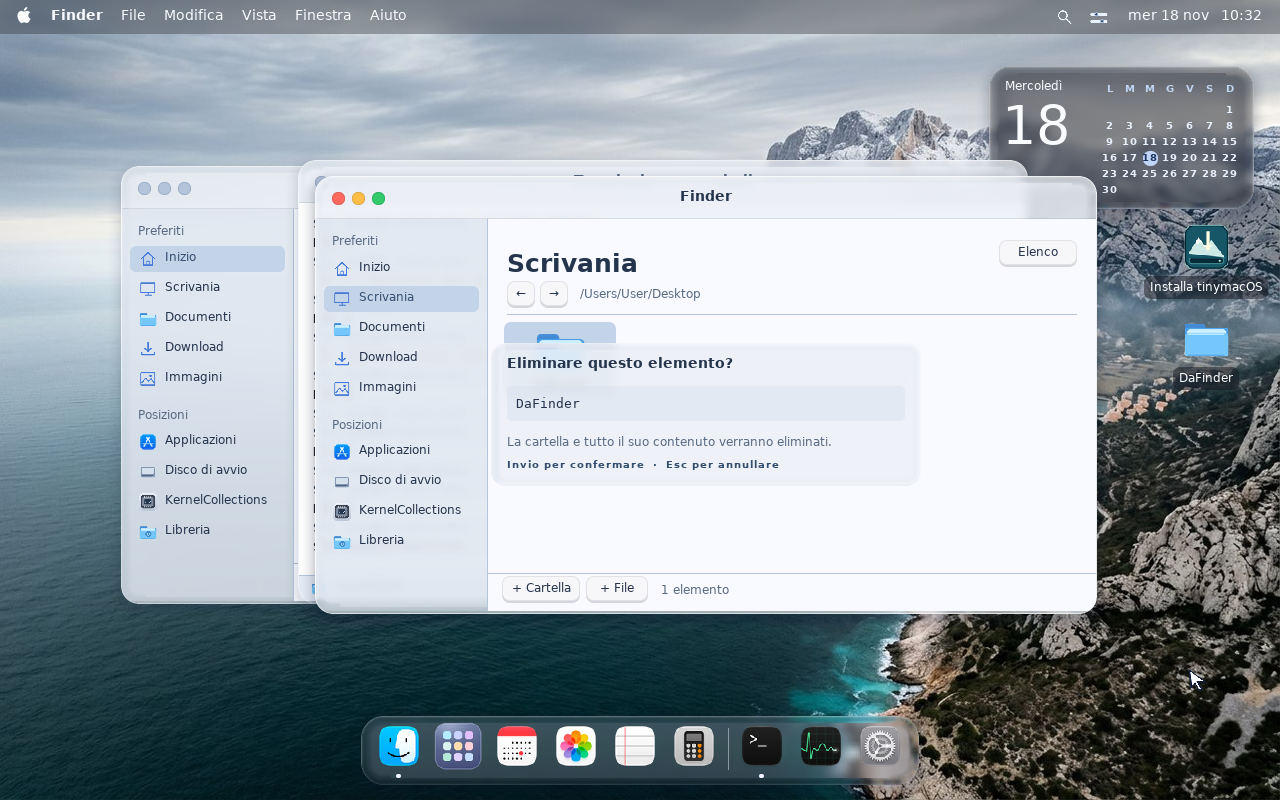 Finder File Modifica Vista Finestra Aiuto mer 18 nov 10:32
Mercoledì
18
L M M G V S D
1
2 3 4 5 6 7 8
9 10 11 12 13 14 15
16 17 18 19 20 21 22
23 24 25 26 27 28 29
30
Installa tinymacOS
DaFinder
Preferiti
Inizio
Scrivania
Documenti
Download
Immagini
Posizioni
Applicazioni
Disco di avvio
KernelCollections
Libreria
Finder
Preferiti
Inizio
Scrivania
Documenti
Download
Immagini
Posizioni
Applicazioni
Disco di avvio
KernelCollections
Libreria
Scrivania
Elenco
← → /Users/User/Desktop
Eliminare questo elemento?
DaFinder
La cartella e tutto il suo contenuto verranno eliminati.
Invio per confermare · Esc per annullare
+ Cartella + File 1 elemento
>_